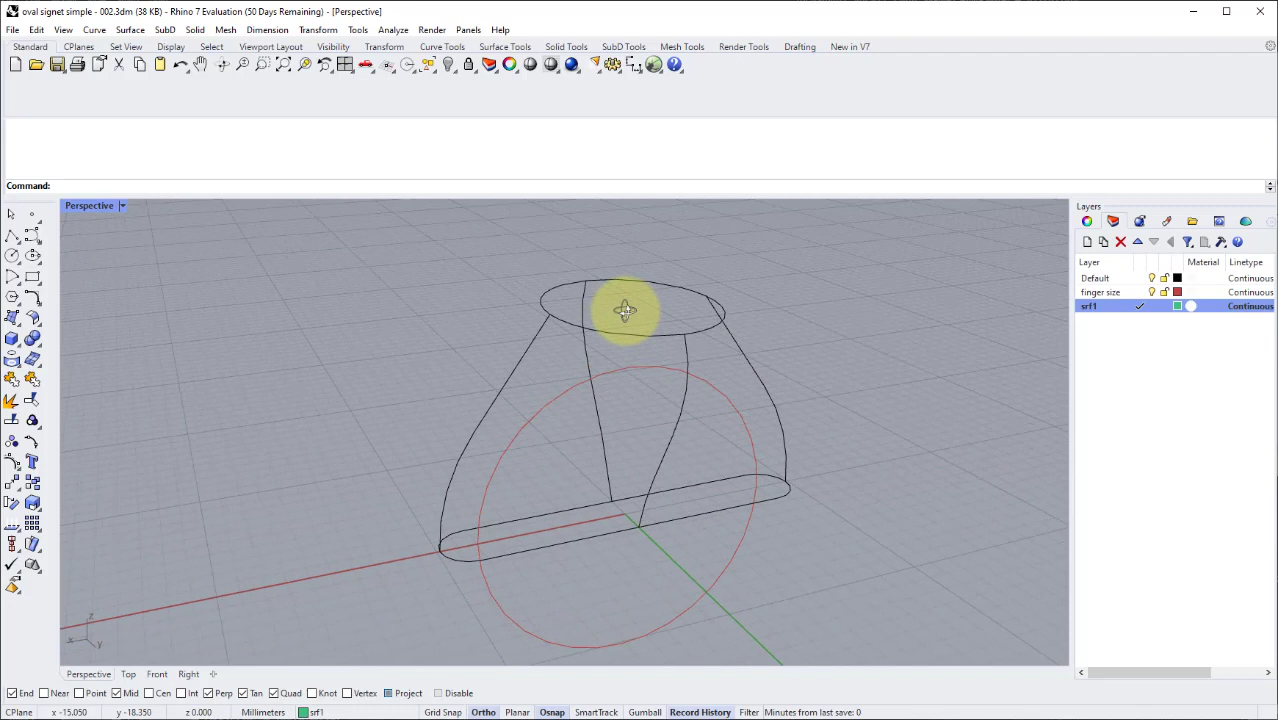 oval signet simple - 002.3dm (38 KB) - Rhino 7 Evaluation (50 Days Remaining) - [Perspective]
File Edit View Curve Surface SubD Solid Mesh Dimension Transform Tools Analyze Render Panels Help
Standard CPlanes Set View Display Select Viewport Layout Visibility Transform Curve Tools Surface Tools Solid Tools SubD Tools Mesh Tools Render Tools Drafting New in V7
Command:
Perspective
Layers
Layer Material Linetype
Default Continuous
finger size Continuous
srf1 Continuous
z
x
y
Perspective Top Front Right
End Near Point Mid Cen Int Perp Tan Quad Knot Vertex Project Disable
CPlane x -15.050 y -18.350 z 0.000 Millimeters srf1 Grid Snap Ortho Planar Osnap SmartTrack Gumball Record History Filter Minutes from last save: 0